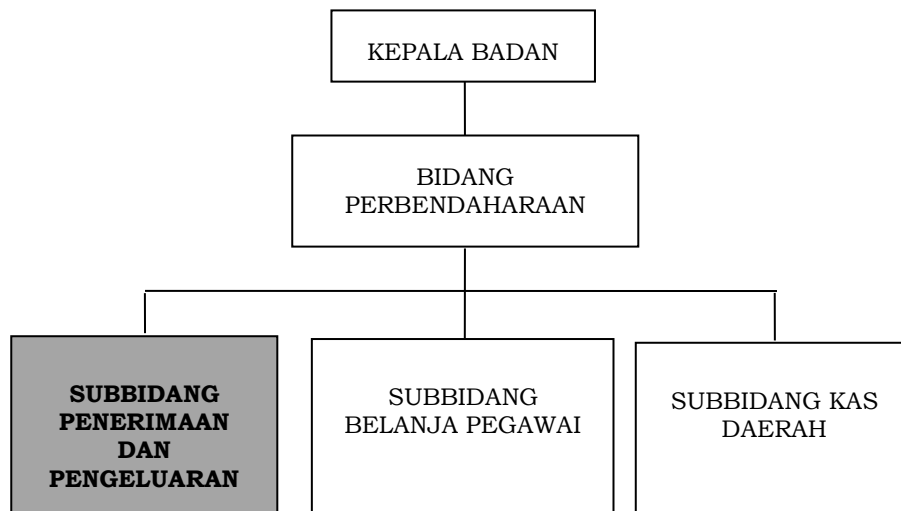 KEPALA BADAN
BIDANG
PERBENDAHARAAN
SUBBIDANG
PENERIMAAN
DAN
PENGELUARAN
SUBBIDANG
BELANJA PEGAWAI
SUBBIDANG KAS
DAERAH